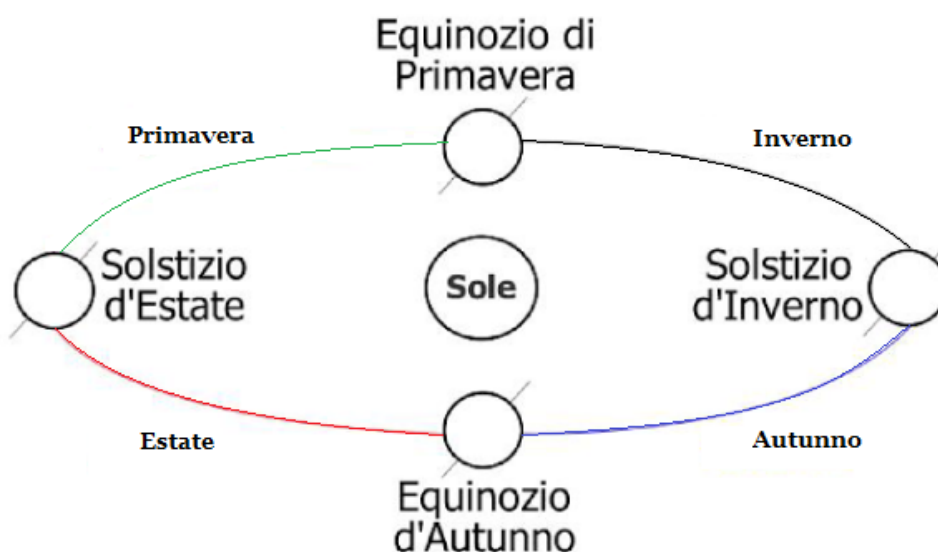 Equinozio di
Primavera
Primavera
Inverno
Solstizio
d'Estate
Sole
Solstizio
d'Inverno
Estate
Autunno
Equinozio
d'Autunno